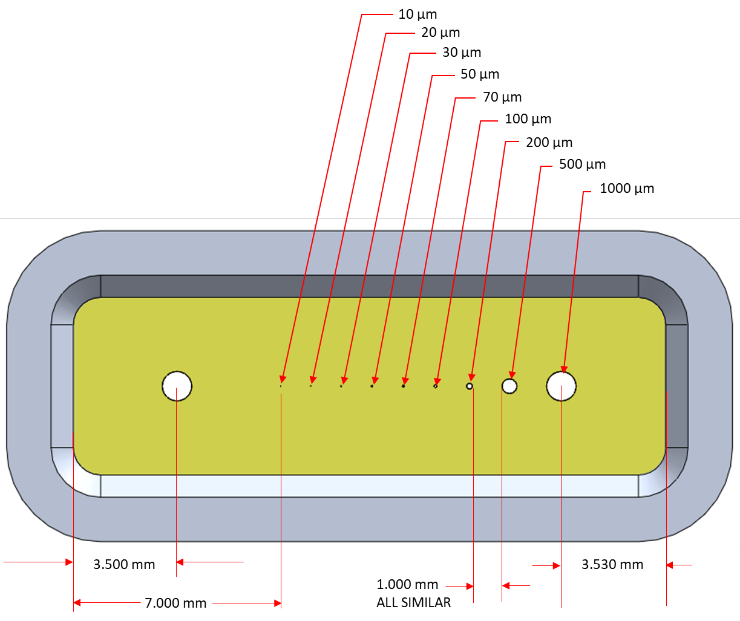 10 µm
20 µm
30 µm
50 µm
70 µm
100 µm
200 µm
500 µm
1000 µm
3.500 mm
3.530 mm
1.000 mm
ALL SIMILAR
7.000 mm